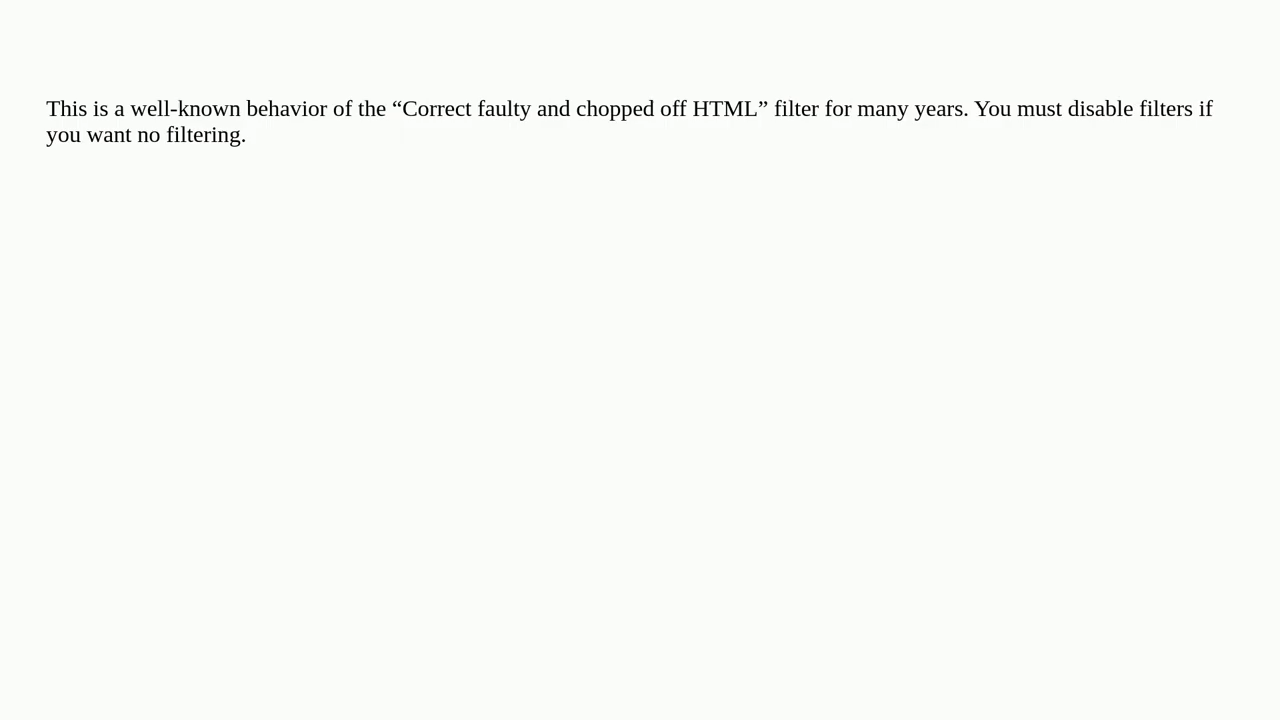 This is a well-known behavior of the “Correct faulty and chopped off HTML” filter for many years. You must disable filters if
you want no filtering.